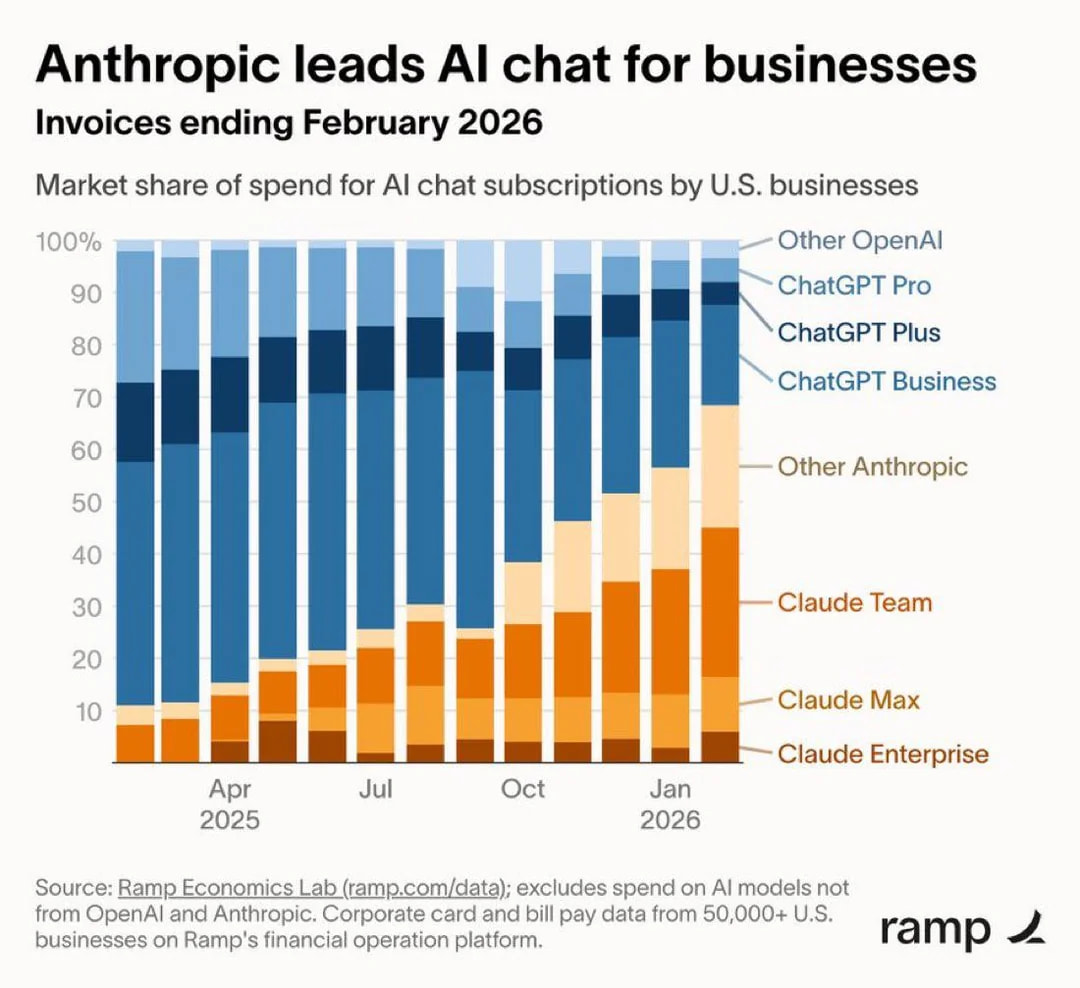 Anthropic leads AI chat for businesses
Invoices ending February 2026
Market share of spend for AI chat subscriptions by U.S. businesses
100%
90
80
70
60
50
40
30
20
10
Other OpenAI
ChatGPT Pro
ChatGPT Plus
ChatGPT Business
Other Anthropic
Claude Team
Claude Max
Claude Enterprise
Apr Jul Oct Jan
2025 2026
Source: Ramp Economics Lab (ramp.com/data); excludes spend on AI models not
from OpenAI and Anthropic. Corporate card and bill pay data from 50,000+ U.S.
businesses on Ramp's financial operation platform.
ramp